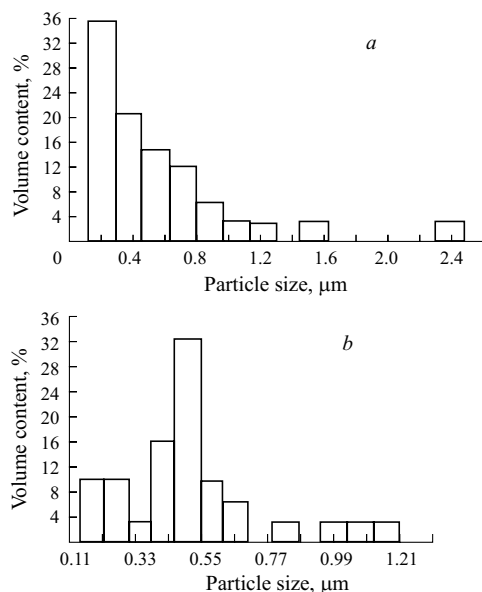 36
a
32
28
24
20
16
12
8
4
Volume content, %
0 0.4 0.8 1.2 1.6 2.0 2.4
Particle size, μm
36
b
32
28
24
20
16
12
8
4
Volume content, %
0.11 0.33 0.55 0.77 0.99 1.21
Particle size, μm